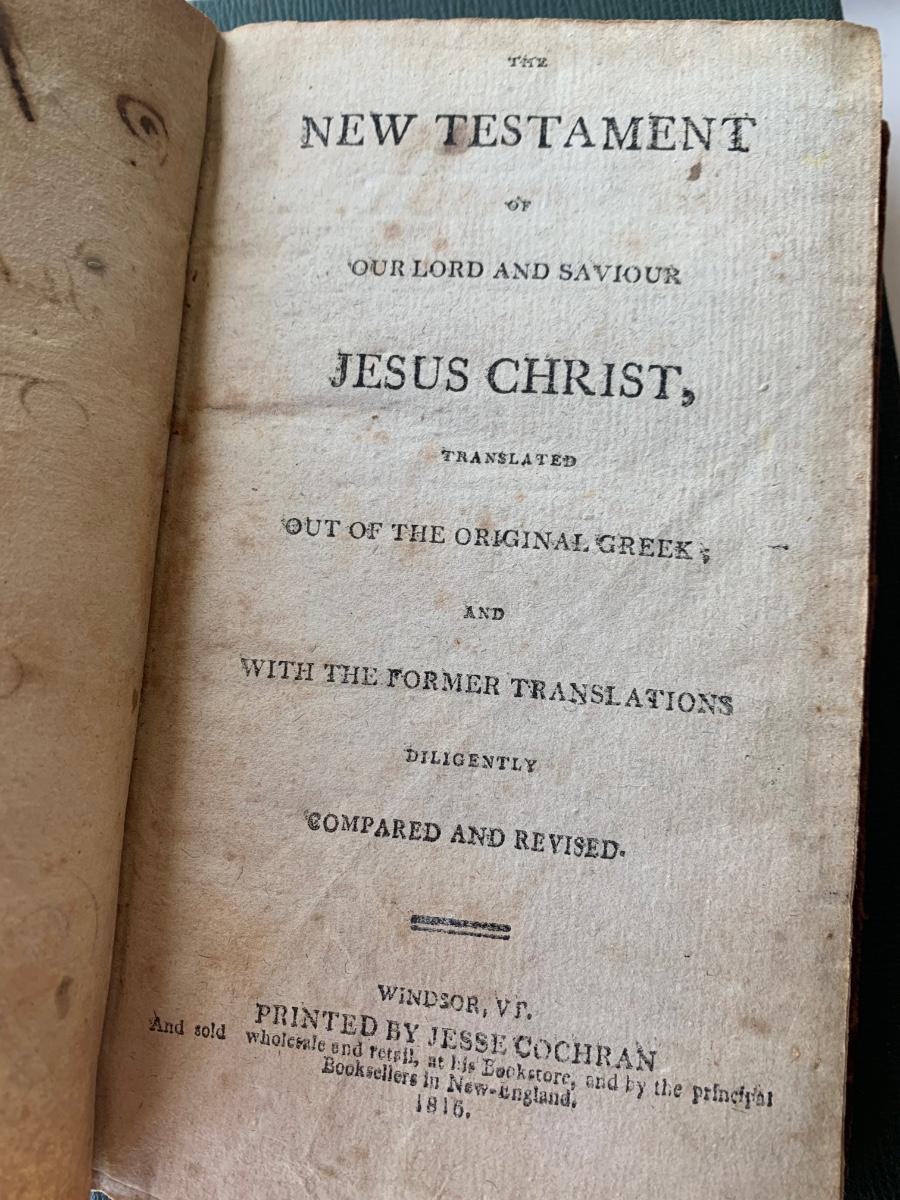 THE
NEW TESTAMENT
OF
OUR LORD AND SAVIOUR
JESUS CHRIST,
TRANSLATED
OUT OF THE ORIGINAL GREEK;
AND
WITH THE FORMER TRANSLATIONS
DILIGENTLY
COMPARED AND REVISED.
WINDSOR, VT.
PRINTED BY JESSE COCHRAN
And sold wholesale and retail, at his Bookstore, and by the principal
Booksellers in New-England.
1816.